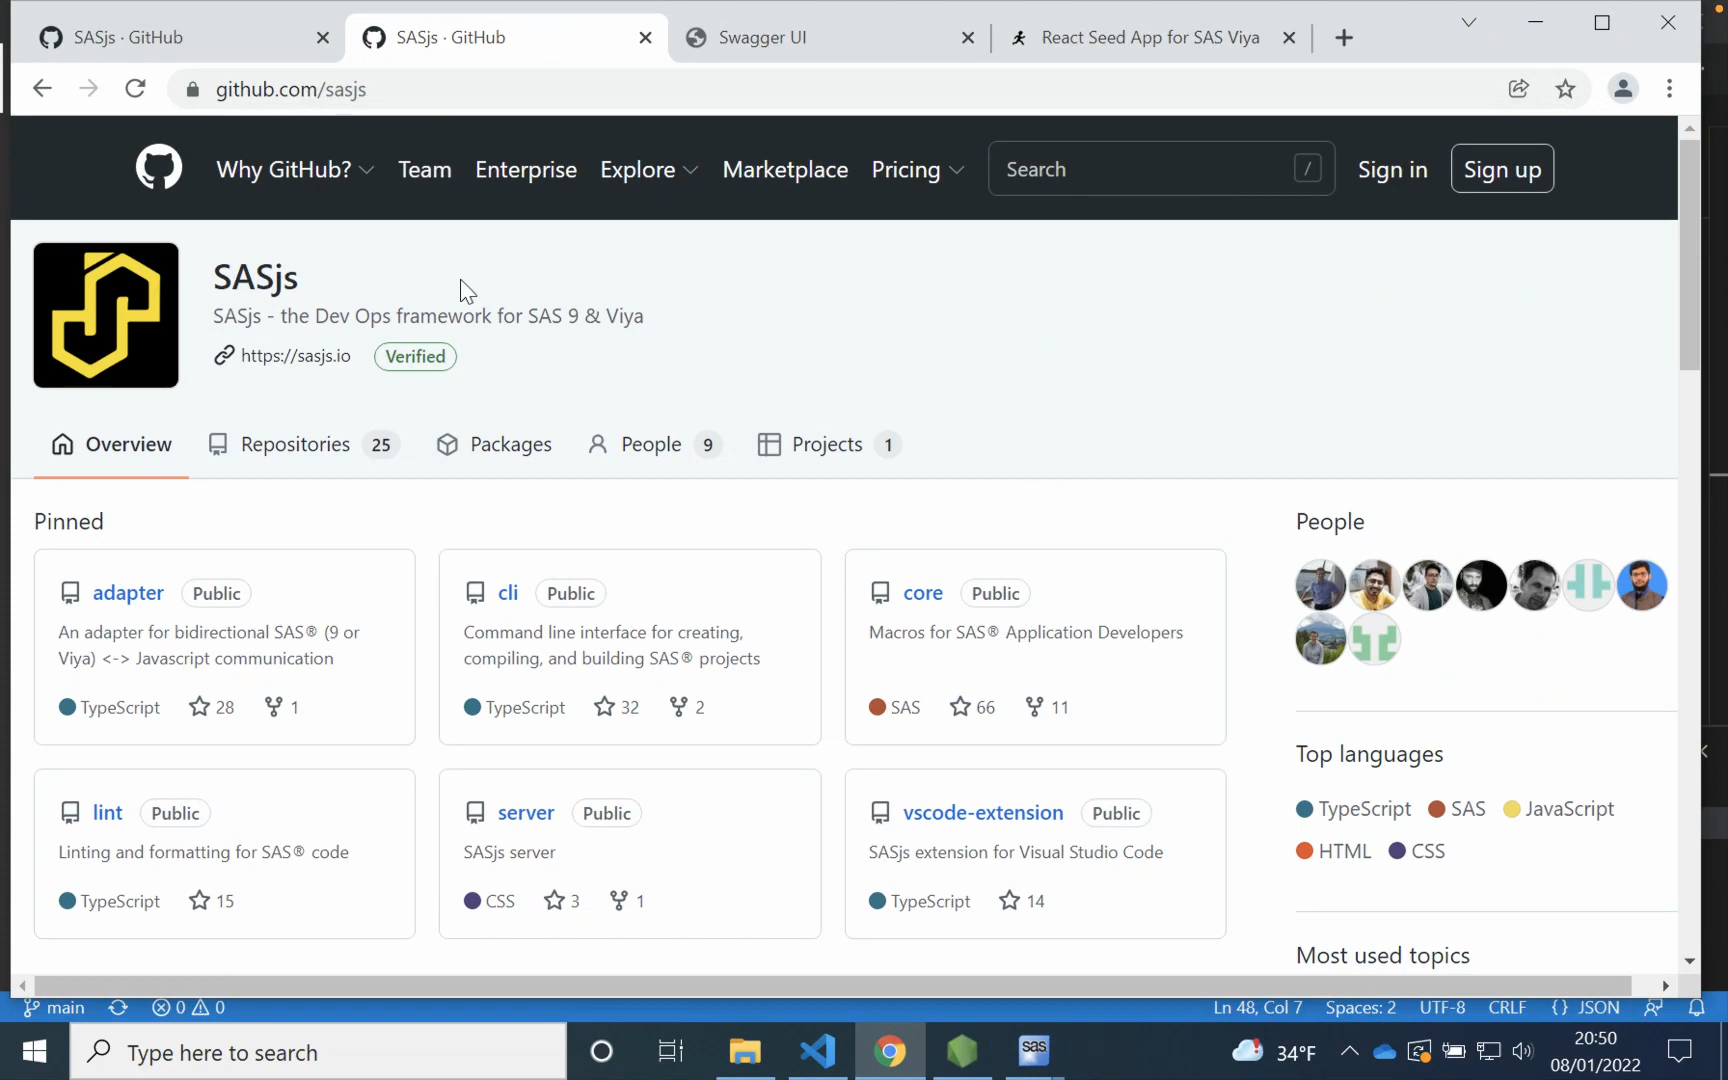 SASjs · GitHub
SASjs · GitHub
Swagger UI
React Seed App for SAS Viya
github.com/sasjs
Why GitHub? Team Enterprise Explore Marketplace Pricing Search / Sign in Sign up
SASjs
SASjs - the Dev Ops framework for SAS 9 & Viya
https://sasjs.io Verified
Overview Repositories 25 Packages People 9 Projects 1
Pinned
adapter Public
An adapter for bidirectional SAS® (9 or
Viya) <-> Javascript communication
TypeScript 28 1
cli Public
Command line interface for creating,
compiling, and building SAS® projects
TypeScript 32 2
core Public
Macros for SAS® Application Developers
SAS 66 11
lint Public
Linting and formatting for SAS® code
TypeScript 15
server Public
SASjs server
CSS 3 1
vscode-extension Public
SASjs extension for Visual Studio Code
TypeScript 14
People
Top languages
TypeScript SAS JavaScript
HTML CSS
Most used topics
main 0 0 Ln 48, Col 7 Spaces: 2 UTF-8 CRLF {} JSON
Type here to search
sas
34°F
20:50
08/01/2022